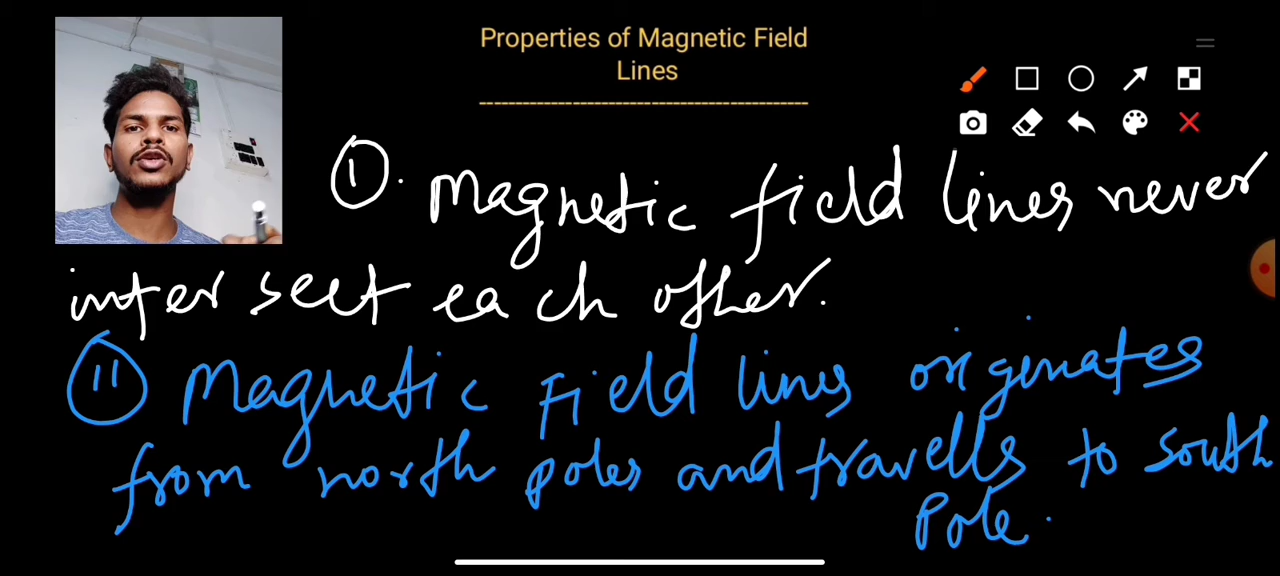 Properties of Magnetic Field
Lines
I. Magnetic field lines never
intersect each other.
II Magnetic Field lines originates
from north poles and travells to south
Pole.